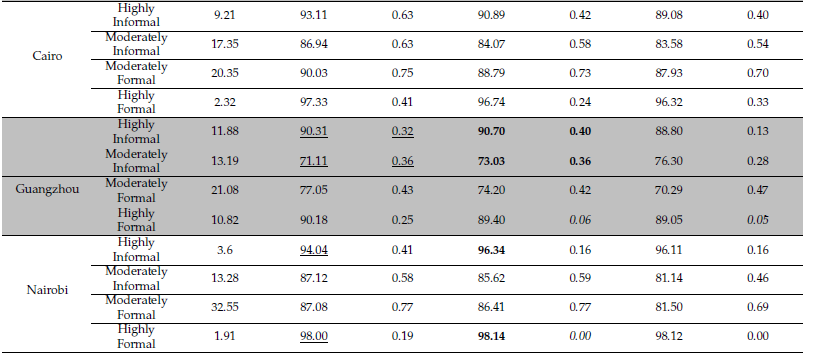 Cairo
Highly Informal 9.21 93.11 0.63 90.89 0.42 89.08 0.40
Moderately Informal 17.35 86.94 0.63 84.07 0.58 83.58 0.54
Moderately Formal 20.35 90.03 0.75 88.79 0.73 87.93 0.70
Highly Formal 2.32 97.33 0.41 96.74 0.24 96.32 0.33
Guangzhou
Highly Informal 11.88 90.31 0.32 90.70 0.40 88.80 0.13
Moderately Informal 13.19 71.11 0.36 73.03 0.36 76.30 0.28
Moderately Formal 21.08 77.05 0.43 74.20 0.42 70.29 0.47
Highly Formal 10.82 90.18 0.25 89.40 0.06 89.05 0.05
Nairobi
Highly Informal 3.6 94.04 0.41 96.34 0.16 96.11 0.16
Moderately Informal 13.28 87.12 0.58 85.62 0.59 81.14 0.46
Moderately Formal 32.55 87.08 0.77 86.41 0.77 81.50 0.69
Highly Formal 1.91 98.00 0.19 98.14 0.00 98.12 0.00